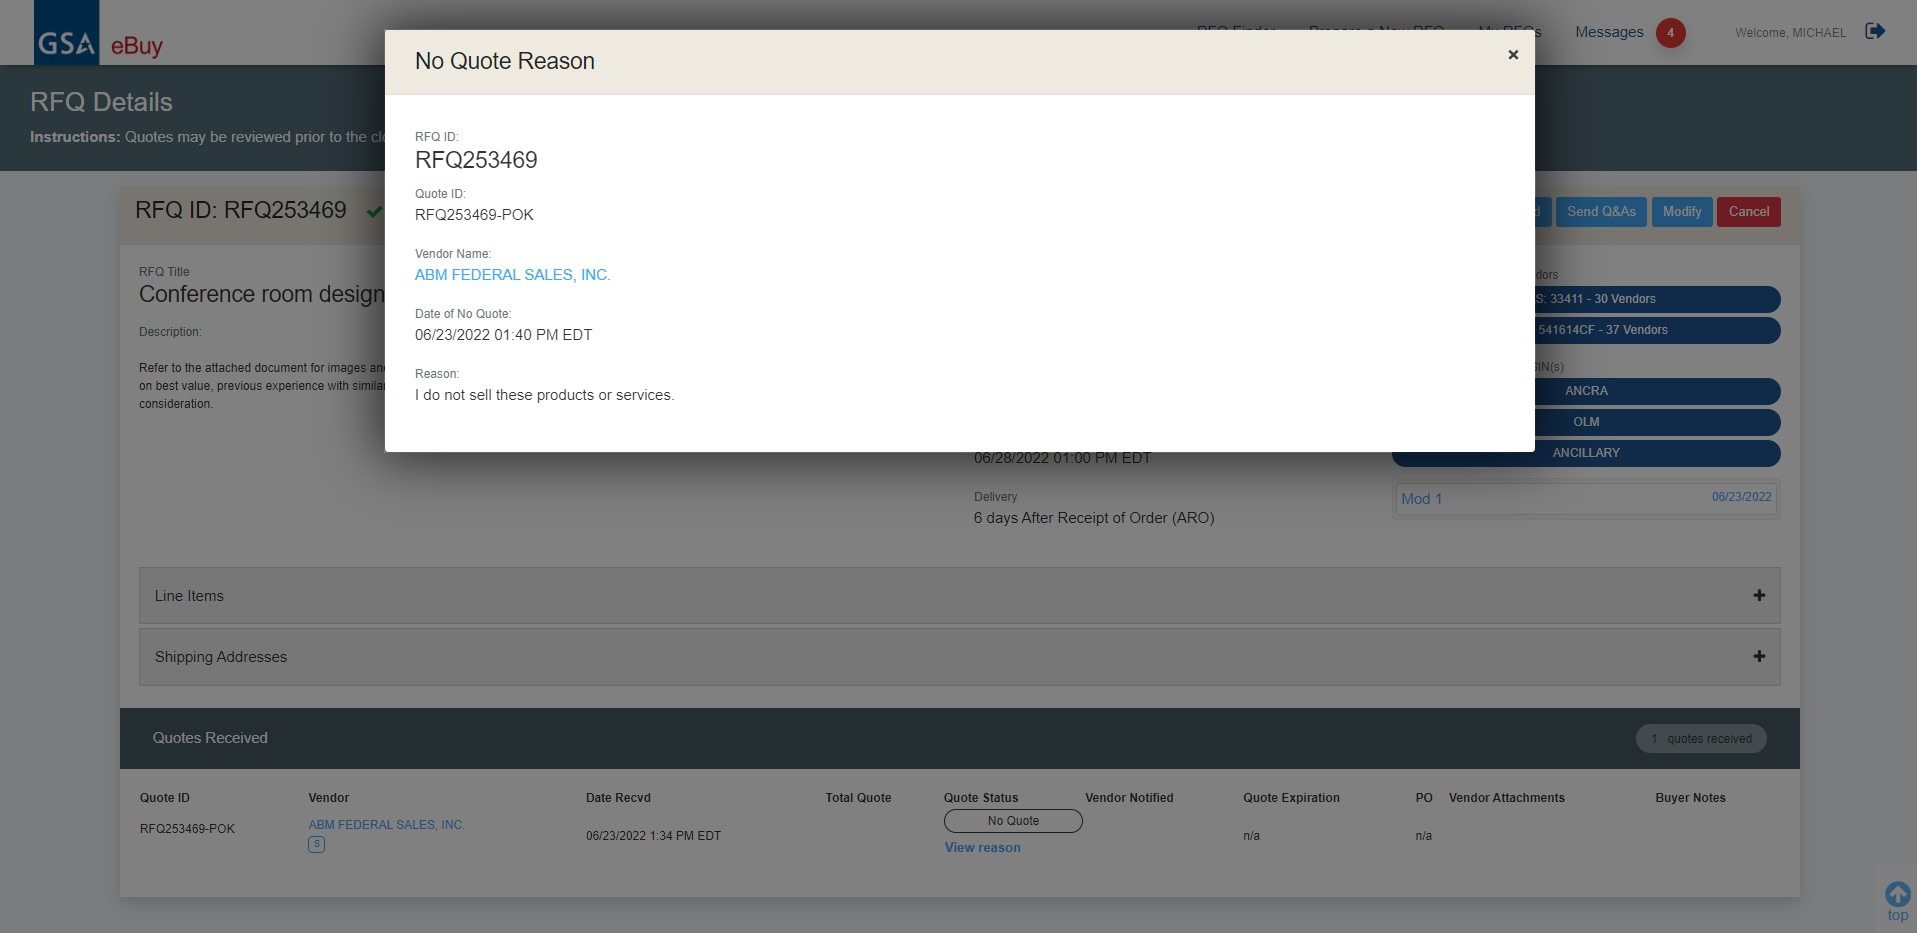 GSA eBuy
Messages 4 Welcome, MICHAEL
No Quote Reason ×
RFQ Details
Instructions: Quotes may be reviewed prior to the
RFQ ID:
RFQ253469
Quote ID:
RFQ253469-POK
Vendor Name:
ABM FEDERAL SALES, INC.
Date of No Quote:
06/23/2022 01:40 PM EDT
Reason:
I do not sell these products or services.
RFQ ID: RFQ253469
Send Q&As Modify Cancel
RFQ Title
Conference room design
Description:
Refer to the attached document for images
on best value, previous experience with
consideration.
33411 - 30 Vendors
541614CF - 37 Vendors
ANCRA
OLM
ANCILLARY
Mod 1 06/23/2022
06/28/2022 01:00 PM EDT
Delivery
6 days After Receipt of Order (ARO)
Line Items +
Shipping Addresses +
Quotes Received 1 quotes received
Quote ID Vendor Date Recvd Total Quote Quote Status Vendor Notified Quote Expiration PO Vendor Attachments Buyer Notes
RFQ253469-POK ABM FEDERAL SALES, INC. 06/23/2022 1:34 PM EDT No Quote n/a n/a
S
View reason
top